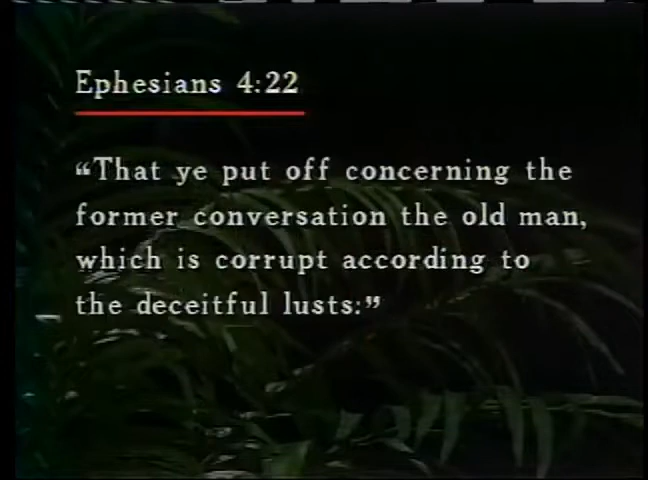 Ephesians 4:22
“That ye put off concerning the
former conversation the old man,
which is corrupt according to
the deceitful lusts:”